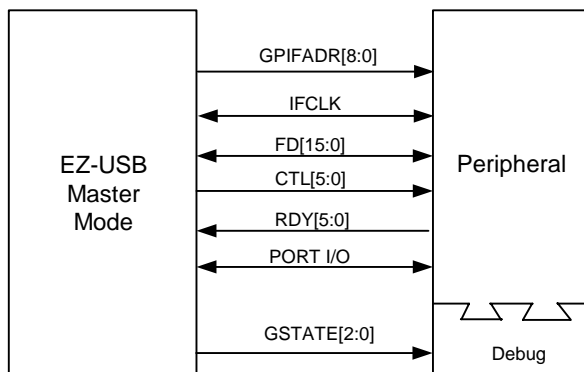 GPIFADR[8:0]
IFCLK
FD[15:0]
EZ-USB
Master
Mode
CTL[5:0]
Peripheral
RDY[5:0]
PORT I/O
GSTATE[2:0]
Debug